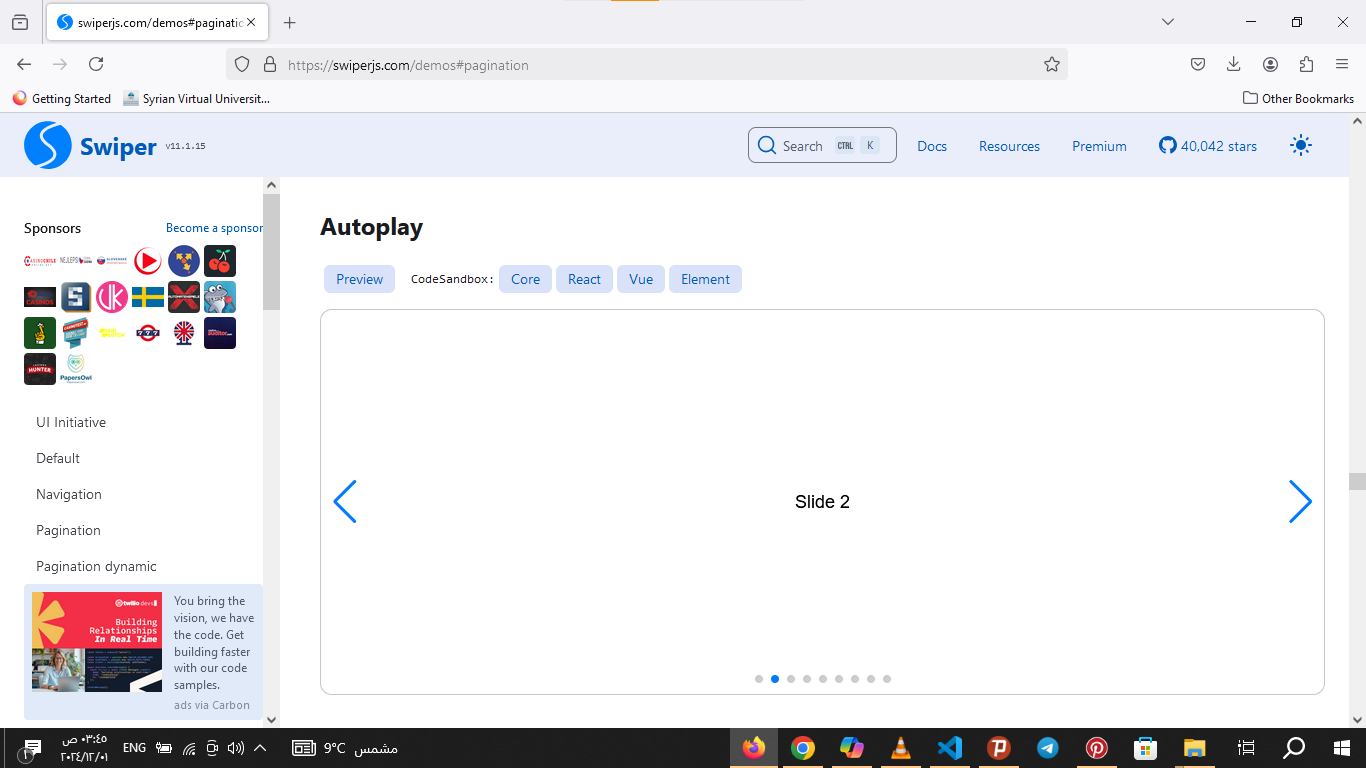 swiperjs.com/demos#paginatic
https://swiperjs.com/demos#pagination
Getting Started
Syrian Virtual Universit...
Other Bookmarks
Swiper v11.1.15
Search CTRL K
Docs
Resources
Premium
40,042 stars
Sponsors
Become a sponsor
UI Initiative
Default
Navigation
Pagination
Pagination dynamic
twilio devs
Building
Relationships
In Real Time
You bring the
vision, we have
the code. Get
building faster
with our code
samples.
ads via Carbon
Autoplay
Preview CodeSandbox: Core React Vue Element
Slide 2
٠٣:٤٥ ص
٢٠٢٤/١٢/٠١
1
ENG
9°C مشمس